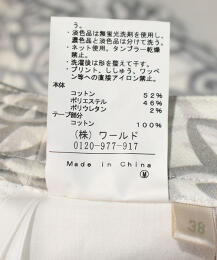 う。
・淡色品は無蛍光洗剤を使用し、
濃色品と淡色品は分けて洗う。
・ネット使用。タンブラー乾燥
禁止。
・洗濯後は形を整えて干す。
・プリント、ししゅう、ワッペ
ン等への直接アイロン禁止。
本体
コットン 52%
ポリエステル 46%
ポリウレタン 2%
テープ部分
コットン 100%
(株) ワールド
0120-977-917
Made in China
M
38